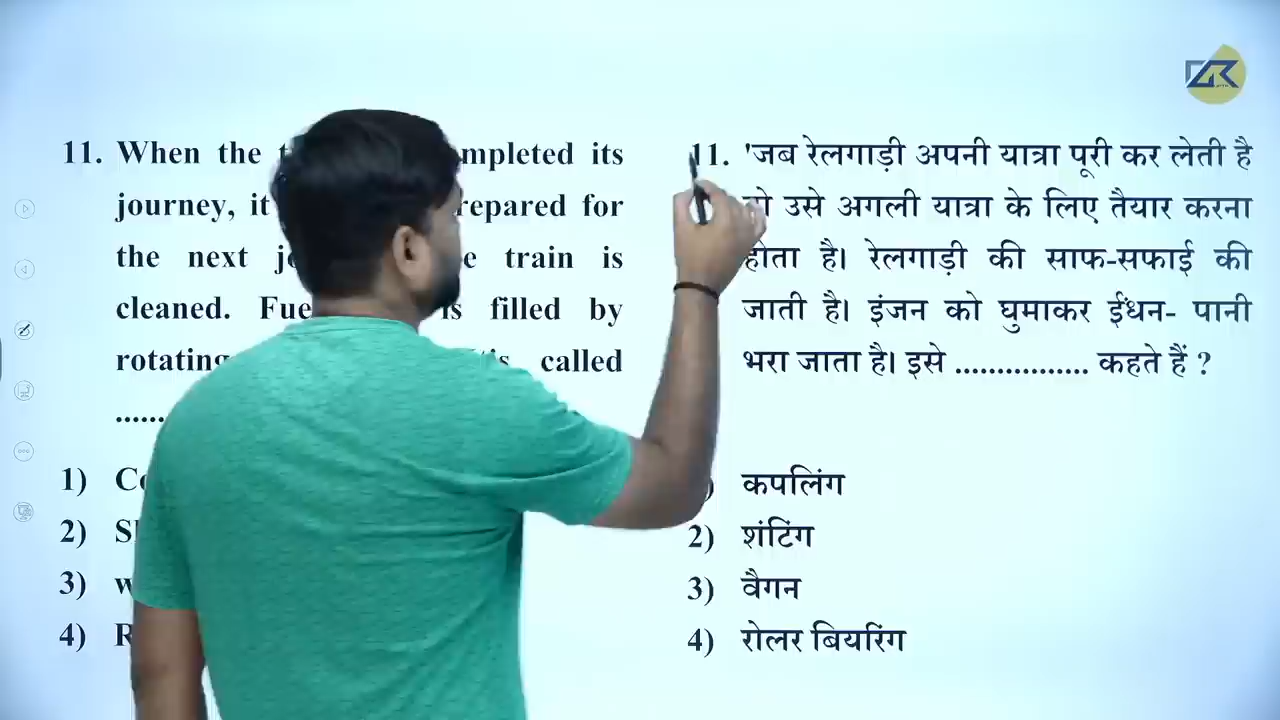 11. When the mpleted its
journey, it repared for
the next train is
cleaned. is filled by
rotating called
......
1)
2)
3)
4)
11. 'जब रेलगाड़ी अपनी यात्रा पूरी कर लेती है
उसे अगली यात्रा के लिए तैयार करना
होता है। रेलगाड़ी की साफ-सफाई की
जाती है। इंजन को घुमाकर ईंधन- पानी
भरा जाता है। इसे ................ कहते हैं ?
कपलिंग
2) शंटिंग
3) वैगन
4) रोलर बियरिंग